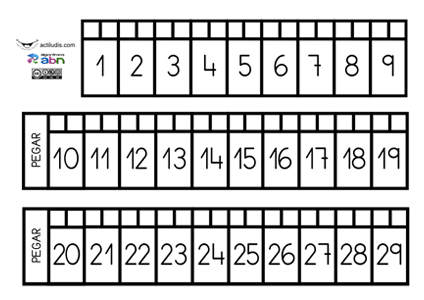 actiludis.com
algoritmos
abn
1 2 3 4 5 6 7 8 9
PEGAR 10 11 12 13 14 15 16 17 18 19
PEGAR 20 21 22 23 24 25 26 27 28 29